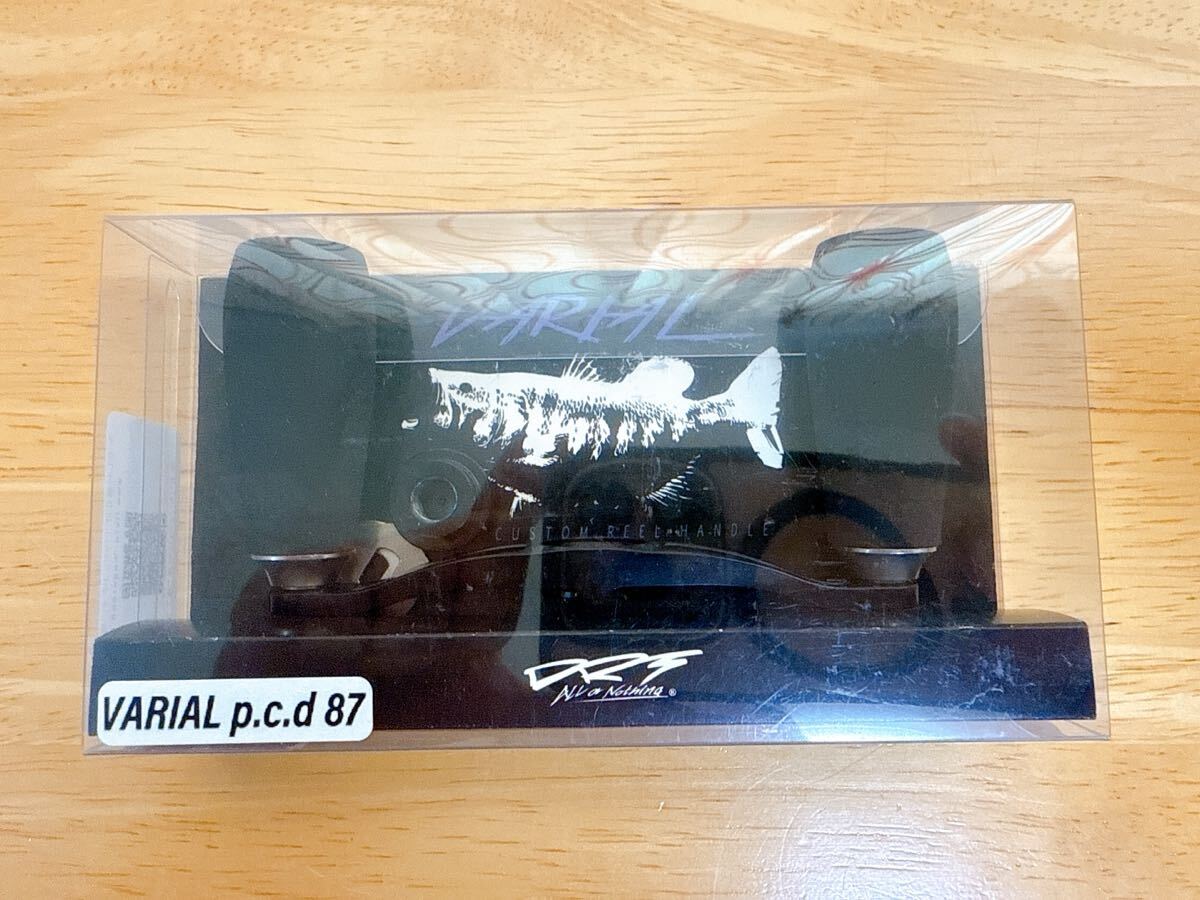 VARIAL
CUSTOM REEL HANDLE
DRT
ALL or Nothing ®
VARIAL p.c.d 87